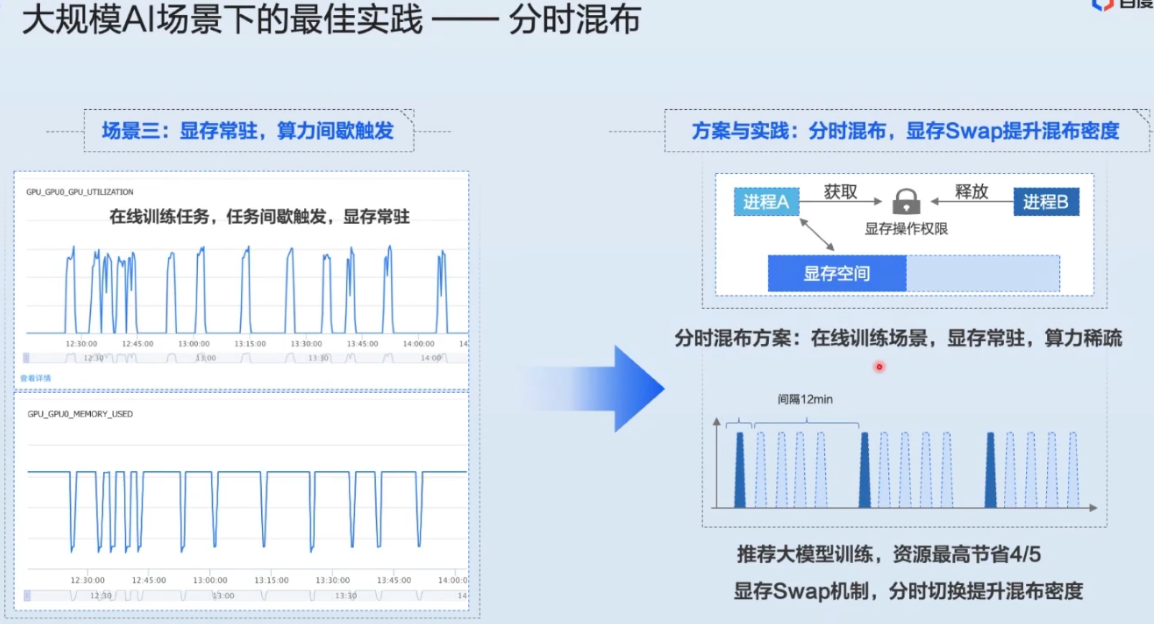 大规模AI场景下的最佳实践 —— 分时混布
百度
场景三：显存常驻，算力间歇触发
GPU_GPU0_GPU_UTILIZATION
在线训练任务，任务间歇触发，显存常驻
12:30:00 12:45:00 13:00:00 13:15:00 13:30:00 13:45:00 14:00:00 14
12:30 13:00 13:30 14:00
查看详情
GPU_GPU0_MEMORY_USED
12:30:00 12:45:00 13:00:00 13:15:00 13:30:00 13:45:00 14:00:0
12:30 13:00 13:30 14
方案与实践：分时混布，显存Swap提升混布密度
进程A 获取 释放 进程B
显存操作权限
显存空间
分时混布方案：在线训练场景，显存常驻，算力稀疏
间隔12min
推荐大模型训练，资源最高节省4/5
显存Swap机制，分时切换提升混布密度